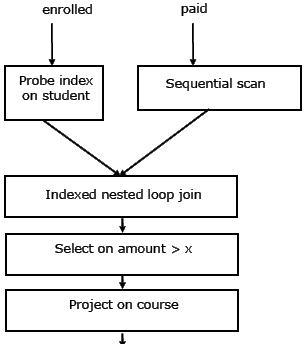 enrolled
paid
Probe index
on student
Sequential scan
Indexed nested loop join
Select on amount > x
Project on course